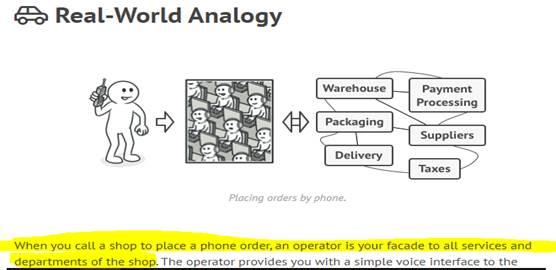 Real-World Analogy
Warehouse
Payment
Processing
Packaging
Suppliers
Delivery
Taxes
Placing orders by phone.
When you call a shop to place a phone order, an operator is your facade to all services and
departments of the shop. The operator provides you with a simple voice interface to the